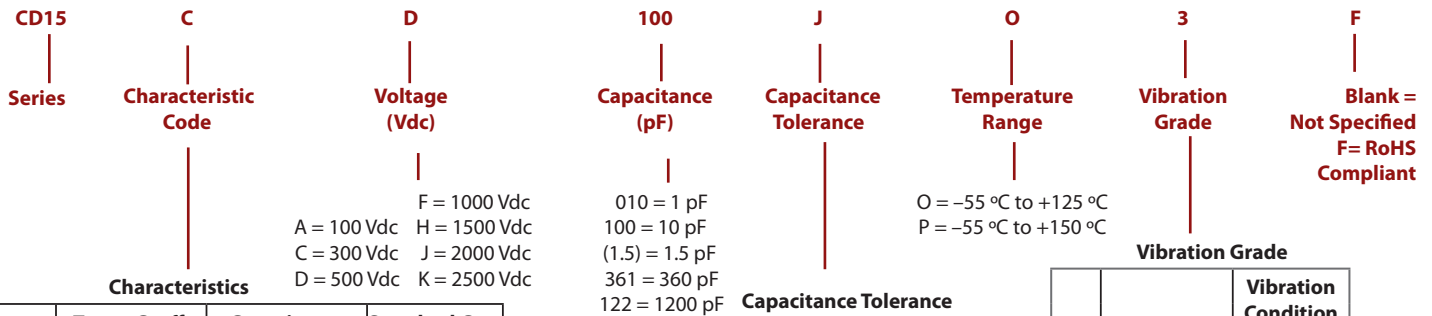 CD15 C D 100 J O 3 F
Series Characteristic Code Voltage (Vdc) Capacitance (pF) Capacitance Tolerance Temperature Range Vibration Grade Blank = Not Specified F= RoHS Compliant
F = 1000 Vdc
A = 100 Vdc H = 1500 Vdc
C = 300 Vdc J = 2000 Vdc
D = 500 Vdc K = 2500 Vdc
010 = 1 pF
100 = 10 pF
(1.5) = 1.5 pF
361 = 360 pF
122 = 1200 pF
O = –55 ºC to +125 ºC
P = –55 ºC to +150 ºC
Characteristics
Capacitance Tolerance
Vibration Grade
Vibration
Condition